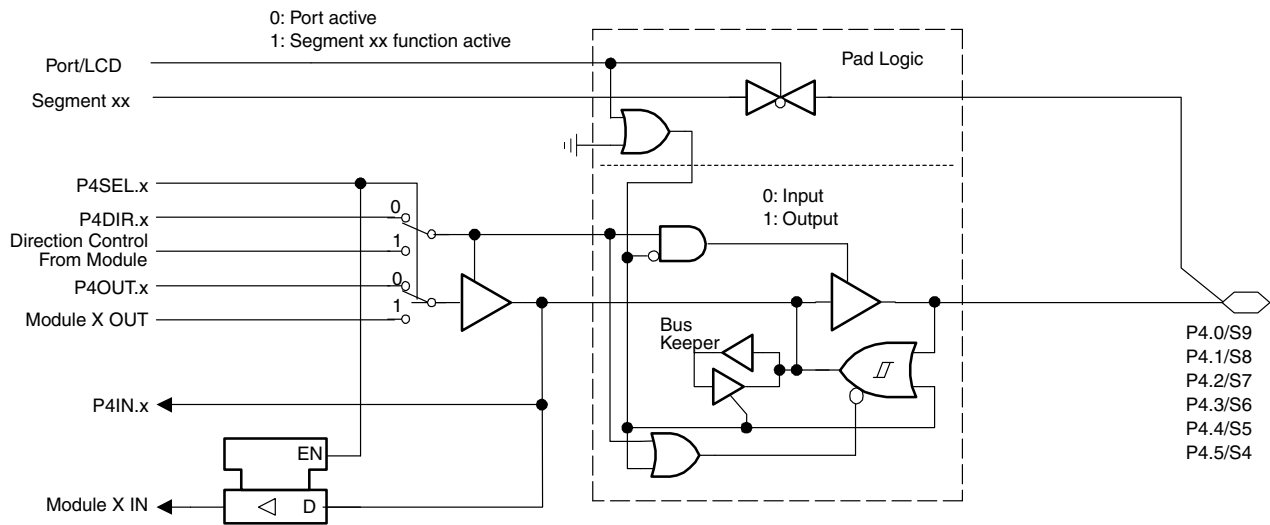 0: Port active
1: Segment xx function active
Port/LCD
Segment xx
Pad Logic
P4SEL.x
P4DIR.x
0
Direction Control
From Module
1
P4OUT.x
0
Module X OUT
1
0: Input
1: Output
Bus
Keeper
P4IN.x
EN
Module X IN
D
P4.0/S9
P4.1/S8
P4.2/S7
P4.3/S6
P4.4/S5
P4.5/S4